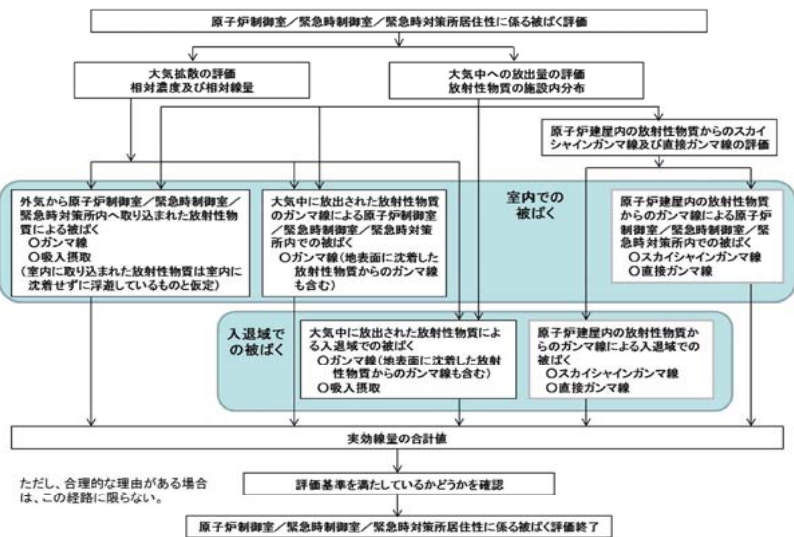 原子炉制御室／緊急時制御室／緊急時対策所居住性に係る被ばく評価
大気拡散の評価
相対濃度及び相対線量
大気中への放出量の評価
放射性物質の施設内分布
原子炉建屋内の放射性物質からのスカイ
シャインガンマ線及び直接ガンマ線の評価
室内での
被ばく
外気から原子炉制御室／緊急時制御室／
緊急時対策所内へ取り込まれた放射性物
質による被ばく
〇ガンマ線
〇吸入摂取
(室内に取り込まれた放射性物質は室内に
沈着せずに浮遊しているものと仮定)
大気中に放出された放射性物質
のガンマ線による原子炉制御室
／緊急時制御室／緊急時対策
所内での被ばく
〇ガンマ線(地表面に沈着した
放射性物質からのガンマ線
も含む)
原子炉建屋内の放射性物質
からのガンマ線による原子炉
制御室／緊急時制御室／緊
急時対策所内での被ばく
〇スカイシャインガンマ線
〇直接ガンマ線
入退域で
の被ばく
大気中に放出された放射性物質によ
る入退域での被ばく
〇ガンマ線(地表面に沈着した放射
性物質からのガンマ線も含む)
〇吸入摂取
原子炉建屋内の放射性物質か
らのガンマ線による入退域での
被ばく
〇スカイシャインガンマ線
〇直接ガンマ線
実効線量の合計値
ただし、合理的な理由がある場合
は、この経路に限らない。
評価基準を満たしているかどうかを確認
原子炉制御室／緊急時制御室／緊急時対策所居住性に係る被ばく評価終了